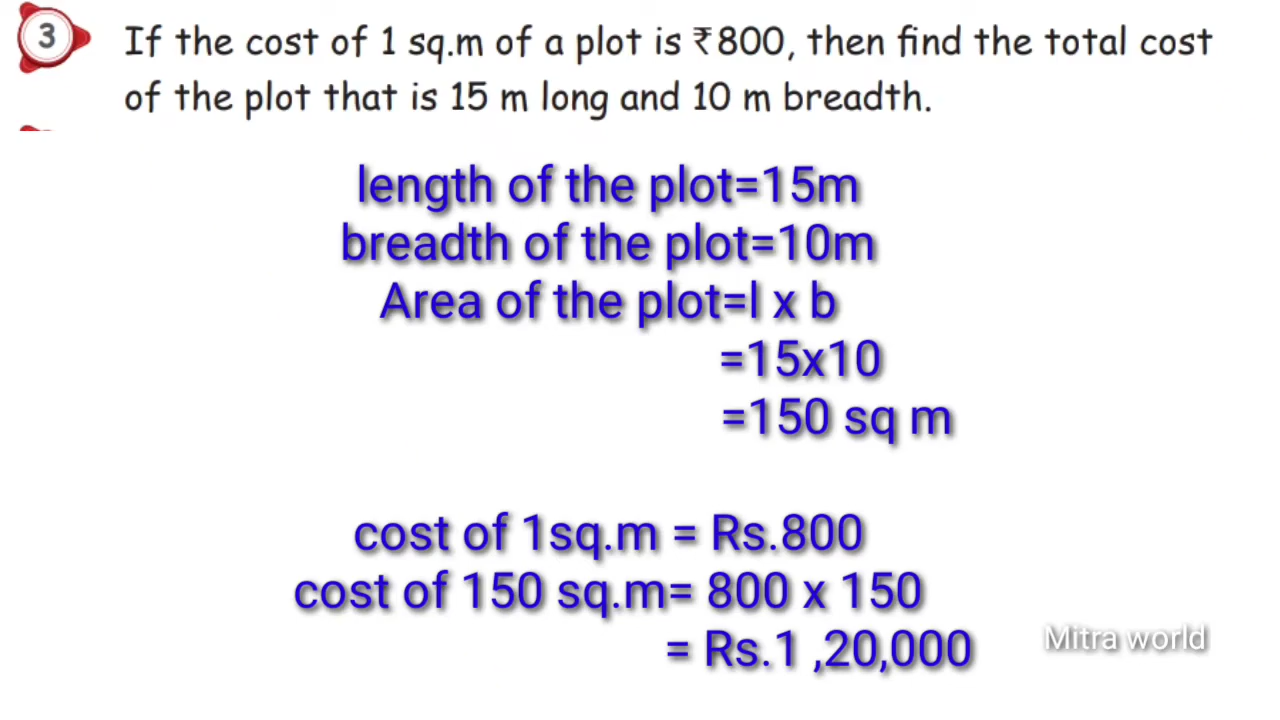 3
If the cost of 1 sq.m of a plot is ₹800, then find the total cost
of the plot that is 15 m long and 10 m breadth.
length of the plot=15m
breadth of the plot=10m
Area of the plot=l x b
=15x10
=150 sq m
cost of 1sq.m = Rs.800
cost of 150 sq.m= 800 x 150
= Rs.1 ,20,000
Mitra world